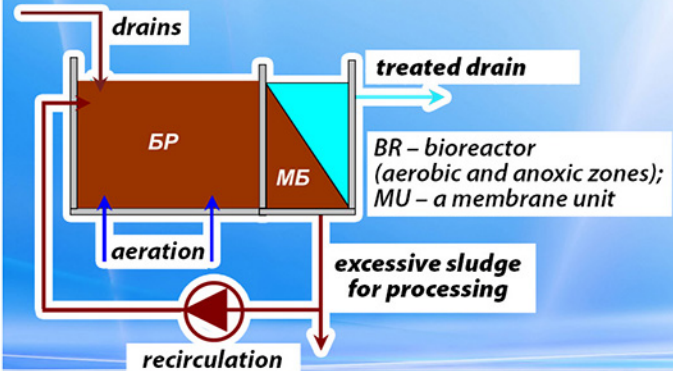 drains
treated drain
БР
МБ
BR – bioreactor
(aerobic and anoxic zones);
MU – a membrane unit
aeration
excessive sludge
for processing
recirculation